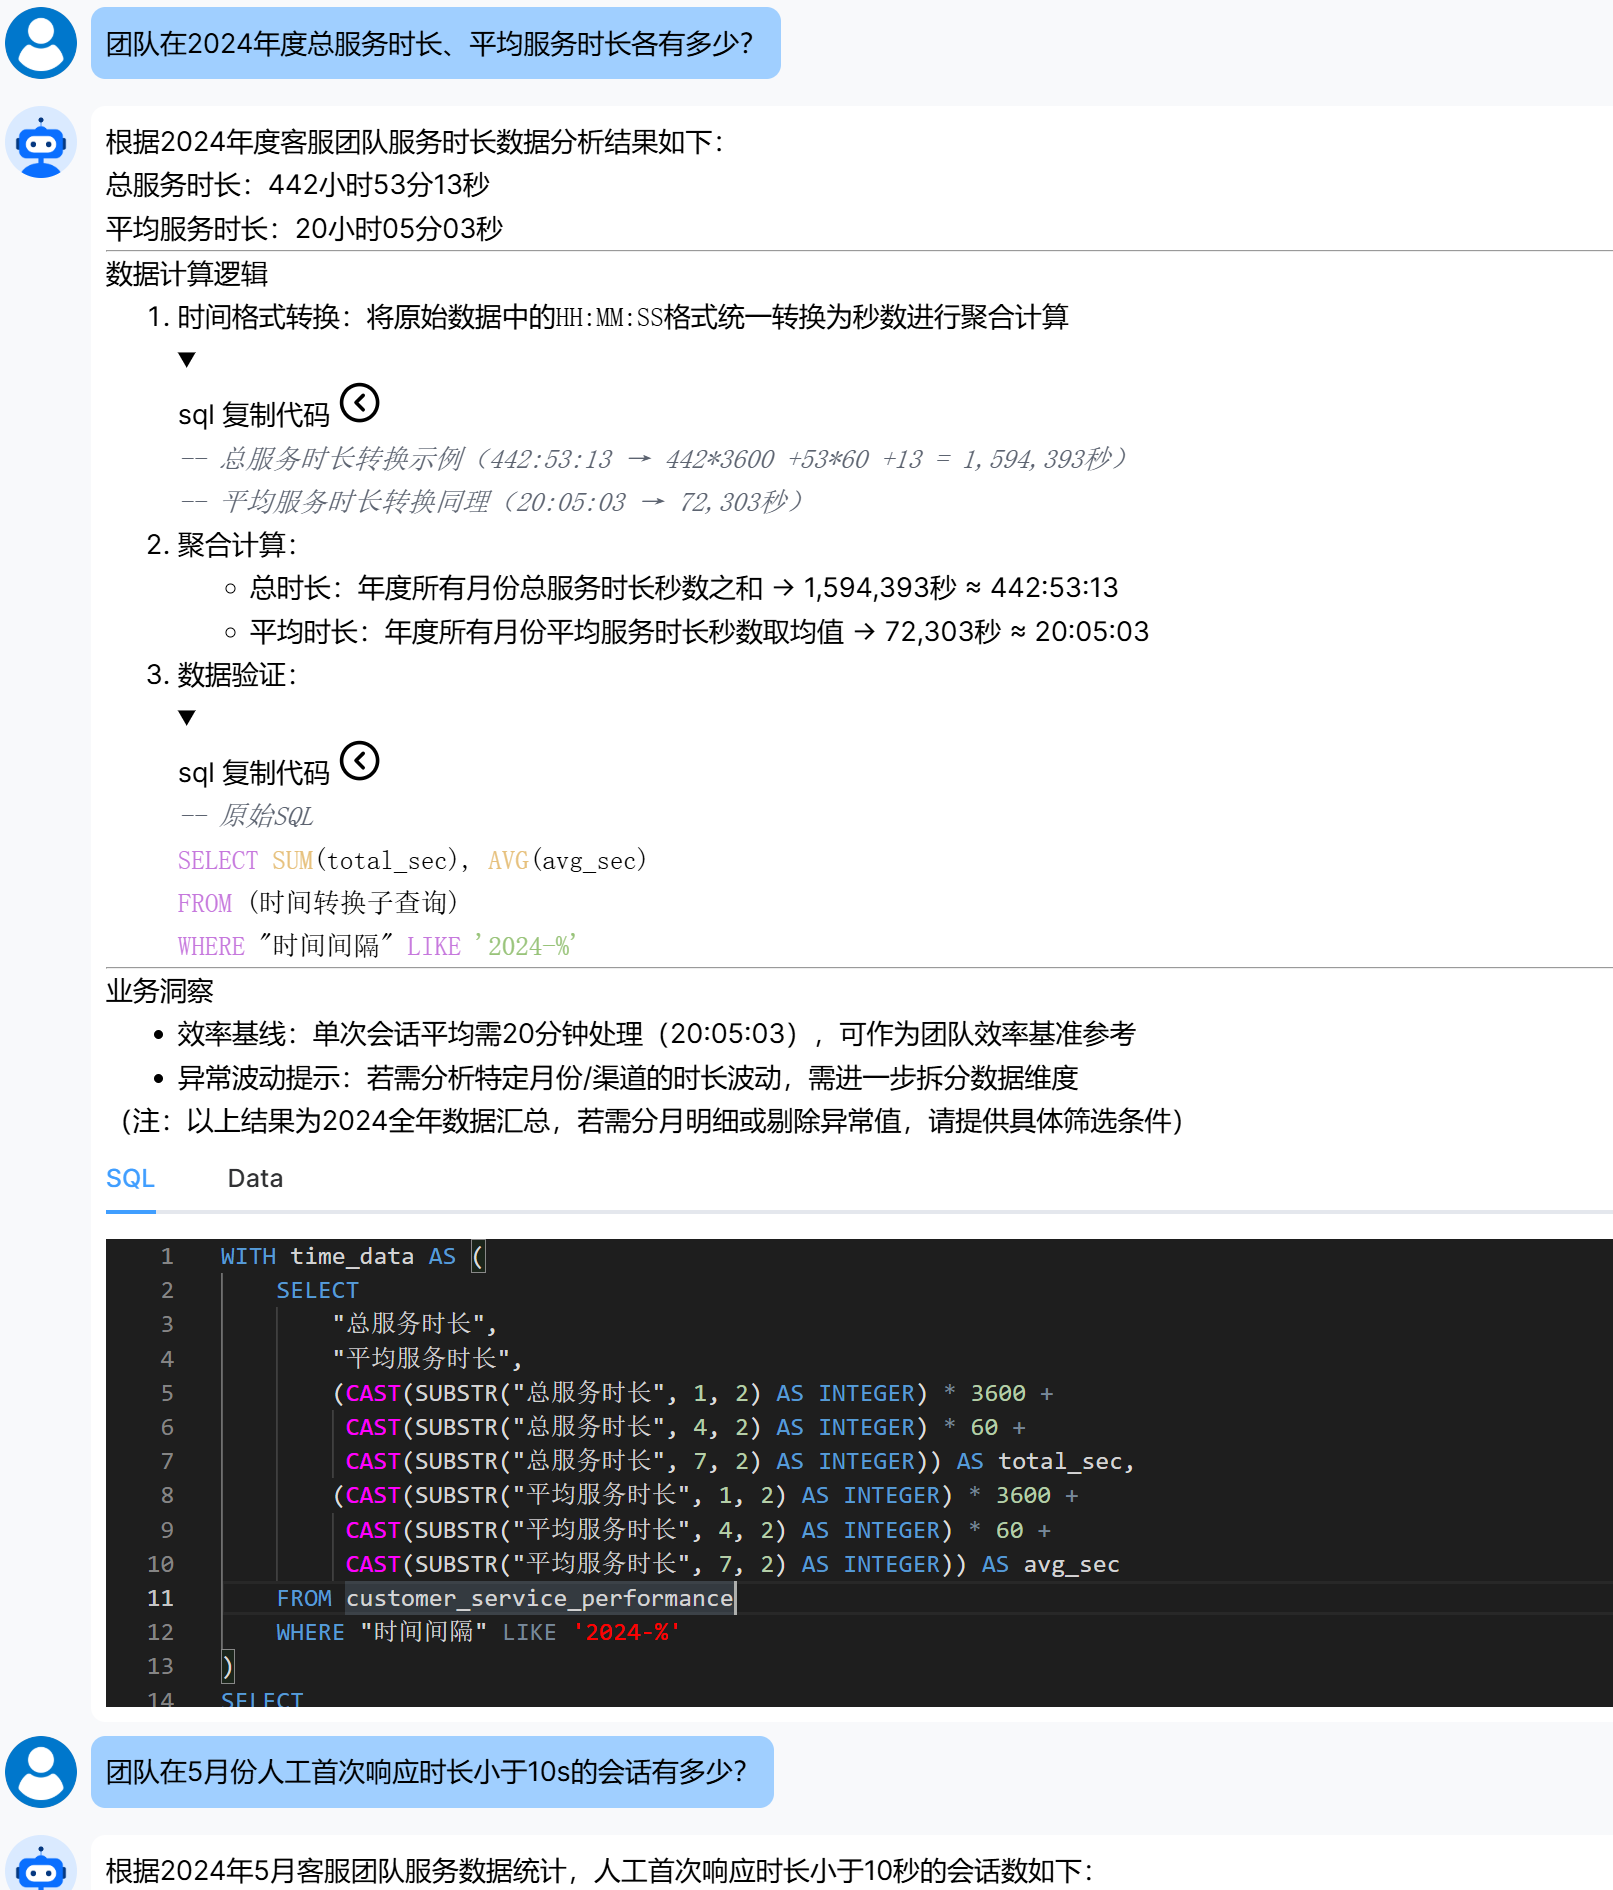 团队在2024年度总服务时长、平均服务时长各有多少？
根据2024年度客服团队服务时长数据分析结果如下：
总服务时长：442小时53分13秒
平均服务时长：20小时05分03秒
数据计算逻辑
1. 时间格式转换：将原始数据中的HH:MM:SS格式统一转换为秒数进行聚合计算
▼
sql 复制代码
-- 总服务时长转换示例（442:53:13 → 442*3600 +53*60 +13 = 1,594,393秒）
-- 平均服务时长转换同理（20:05:03 → 72,303秒）
2. 聚合计算：
○ 总时长：年度所有月份总服务时长秒数之和 → 1,594,393秒 ≈ 442:53:13
○ 平均时长：年度所有月份平均服务时长秒数取均值 → 72,303秒 ≈ 20:05:03
3. 数据验证：
▼
sql 复制代码
-- 原始SQL
SELECT SUM(total_sec), AVG(avg_sec)
FROM (时间转换子查询)
WHERE "时间间隔" LIKE '2024-%'
业务洞察
• 效率基线：单次会话平均需20分钟处理（20:05:03），可作为团队效率基准参考
• 异常波动提示：若需分析特定月份/渠道的时长波动，需进一步拆分数据维度
（注：以上结果为2024全年数据汇总，若需分月明细或剔除异常值，请提供具体筛选条件）
SQL Data
1 WITH time_data AS (
2 SELECT
3 "总服务时长",
4 "平均服务时长",
5 (CAST(SUBSTR("总服务时长", 1, 2) AS INTEGER) * 3600 +
6 CAST(SUBSTR("总服务时长", 4, 2) AS INTEGER) * 60 +
7 CAST(SUBSTR("总服务时长", 7, 2) AS INTEGER)) AS total_sec,
8 (CAST(SUBSTR("平均服务时长", 1, 2) AS INTEGER) * 3600 +
9 CAST(SUBSTR("平均服务时长", 4, 2) AS INTEGER) * 60 +
10 CAST(SUBSTR("平均服务时长", 7, 2) AS INTEGER)) AS avg_sec
11 FROM customer_service_performance
12 WHERE "时间间隔" LIKE '2024-%'
13 )
14 SELECT
团队在5月份人工首次响应时长小于10s的会话有多少？
根据2024年5月客服团队服务数据统计，人工首次响应时长小于10秒的会话数如下：